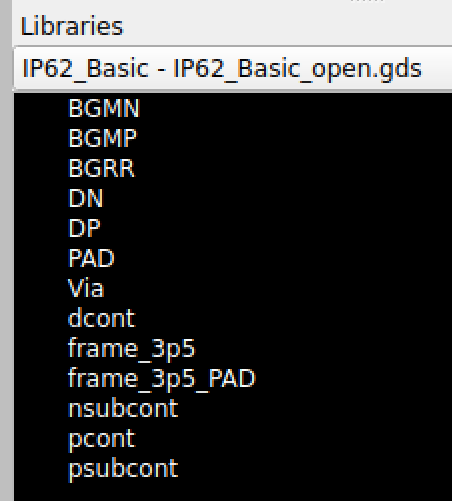 Libraries
IP62_Basic - IP62_Basic_open.gds
BGMN
BGMP
BGRR
DN
DP
PAD
Via
dcont
frame_3p5
frame_3p5_PAD
nsubcont
pcont
psubcont